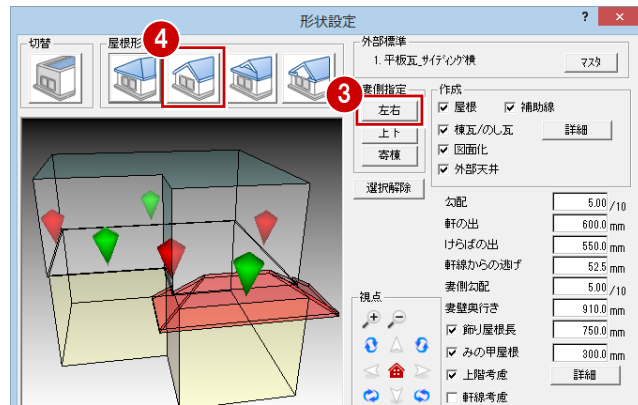 形状設定
? ×
切替
屋根形
4
外部標準
1. 平板瓦_ｻｲﾃﾞｨﾝｸﾞ横
マスタ
3
妻側指定
左右
上下
寄棟
選択解除
作成
屋根
補助線
棟瓦/のし瓦
詳細
図面化
外部天井
勾配 5.00 /10
軒の出 600.0 mm
けらばの出 550.0 mm
軒線からの逃げ 52.5 mm
妻側勾配 5.00 /10
妻壁奥行き 910.0 mm
飾り屋根長 750.0 mm
みの甲屋根 300.0 mm
上階考慮 詳細
軒線考慮
視点